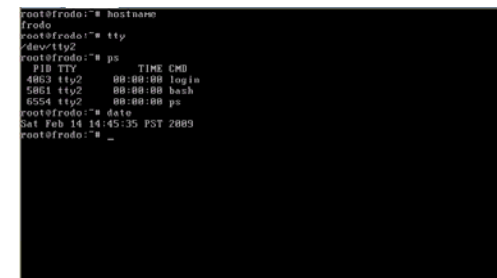 root@frodo:~# hostname
frodo
root@frodo:~# tty
/dev/tty2
root@frodo:~# ps
  PID TTY          TIME CMD
 4063 tty2     00:00:00 login
 5061 tty2     00:00:00 bash
 6554 tty2     00:00:00 ps
root@frodo:~# date
Sat Feb 14 14:45:35 PST 2009
root@frodo:~# _